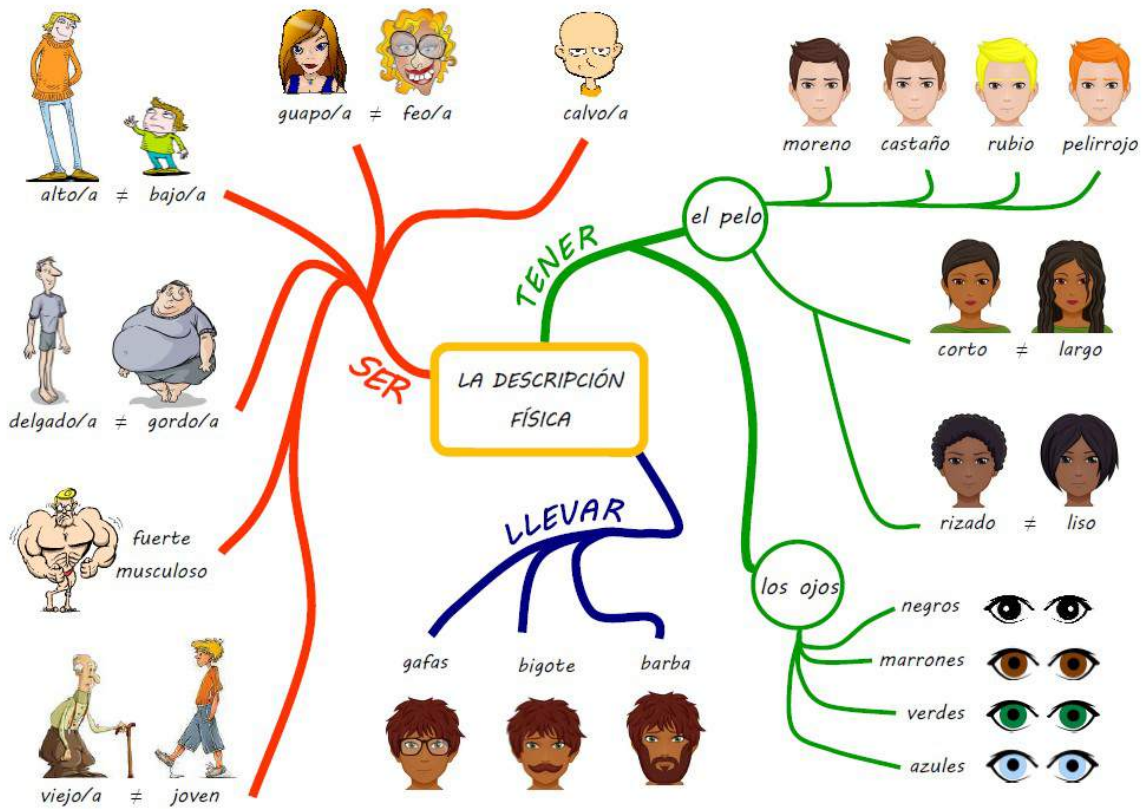 guapo/a ≠ feo/a
calvo/a
moreno castaño rubio pelirrojo
alto/a ≠ bajo/a
el pelo
TENER
corto ≠ largo
SER
LA DESCRIPCIÓN
FÍSICA
delgado/a ≠ gordo/a
LLEVAR
rizado ≠ liso
fuerte
musculoso
los ojos
negros
gafas bigote barba
marrones
verdes
azules
viejo/a ≠ joven